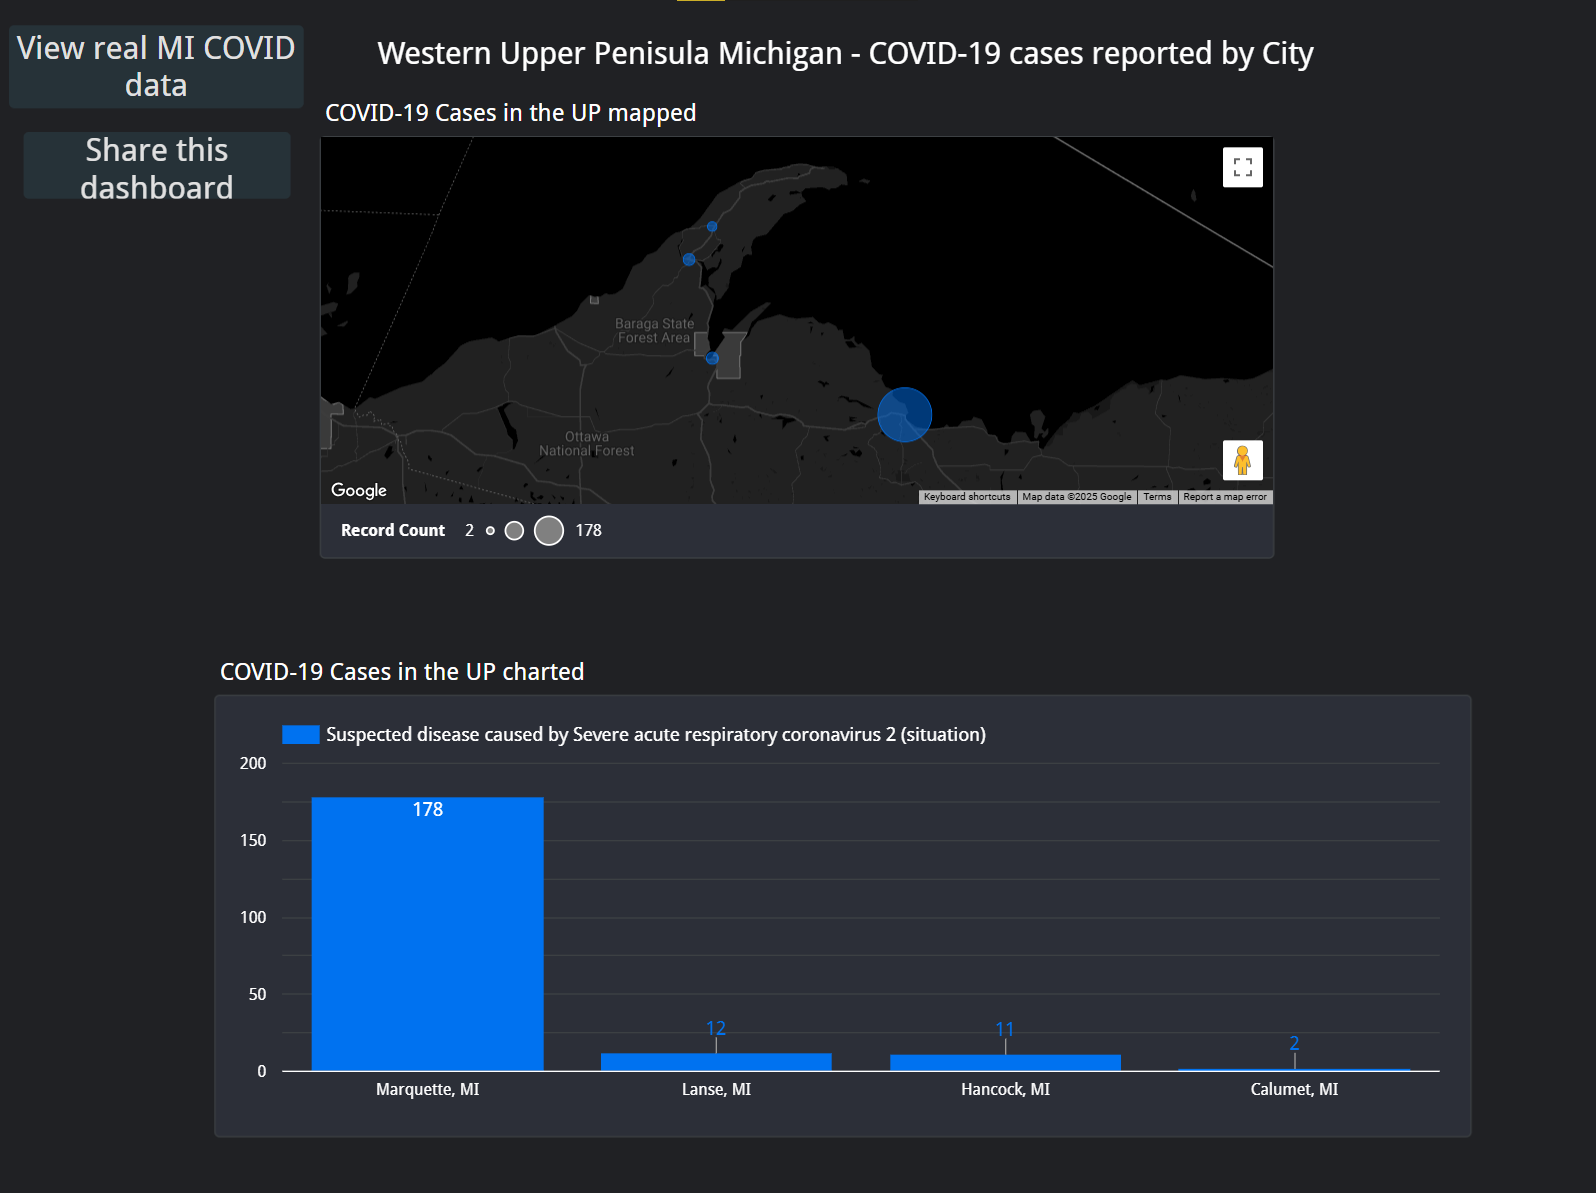 View real MI COVID
data
Share this
dashboard
Western Upper Penisula Michigan - COVID-19 cases reported by City
COVID-19 Cases in the UP mapped
Baraga State
Forest Area
Ottawa
National Forest
Google
Keyboard shortcuts
Map data ©2025 Google
Terms
Report a map error
Record Count 2 178
COVID-19 Cases in the UP charted
Suspected disease caused by Severe acute respiratory coronavirus 2 (situation)
200
150
100
50
0
178
12
11
2
Marquette, MI
Lanse, MI
Hancock, MI
Calumet, MI